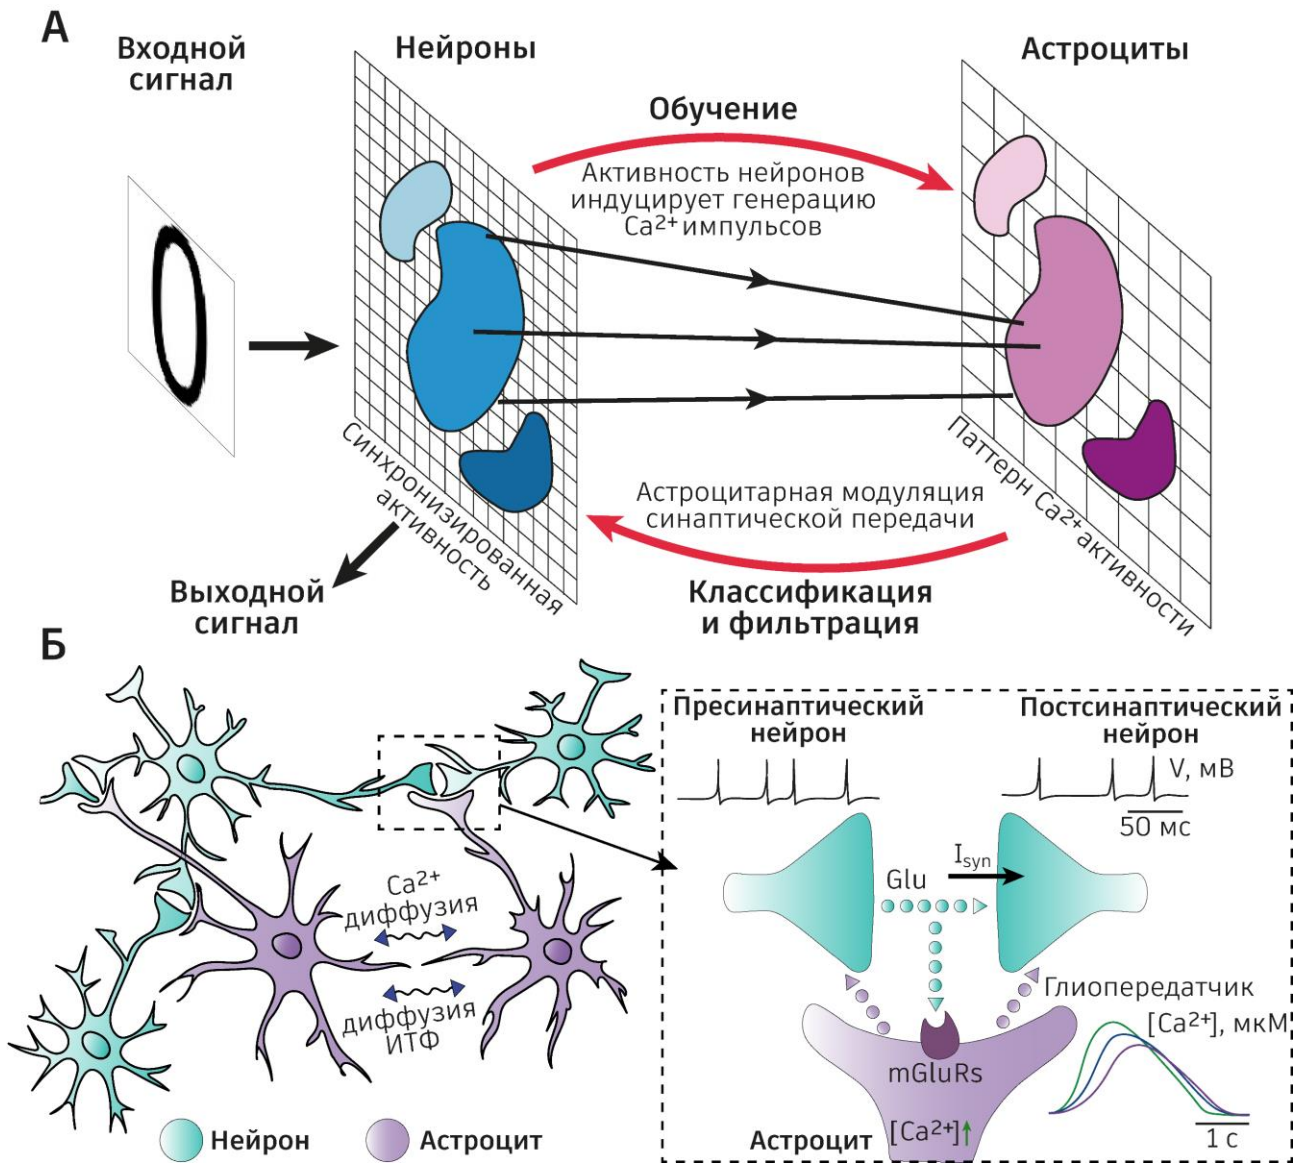 А
Входной
сигнал
Нейроны
Астроциты
Обучение
Активность нейронов
индуцирует генерацию
Ca²⁺ импульсов
Синхронизированная
активность
Паттерн Ca²⁺ активности
Астроцитарная модуляция
синаптической передачи
Классификация
и фильтрация
Выходной
сигнал
Б
Ca²⁺
диффузия
диффузия
ИТФ
Нейрон
Астроцит
Пресинаптический
нейрон
Постсинаптический
нейрон
V, мВ
50 мс
Glu
I_syn
Глиопередатчик
[Ca²⁺], мкМ
mGluRs
Астроцит
[Ca²⁺]↑
1 с